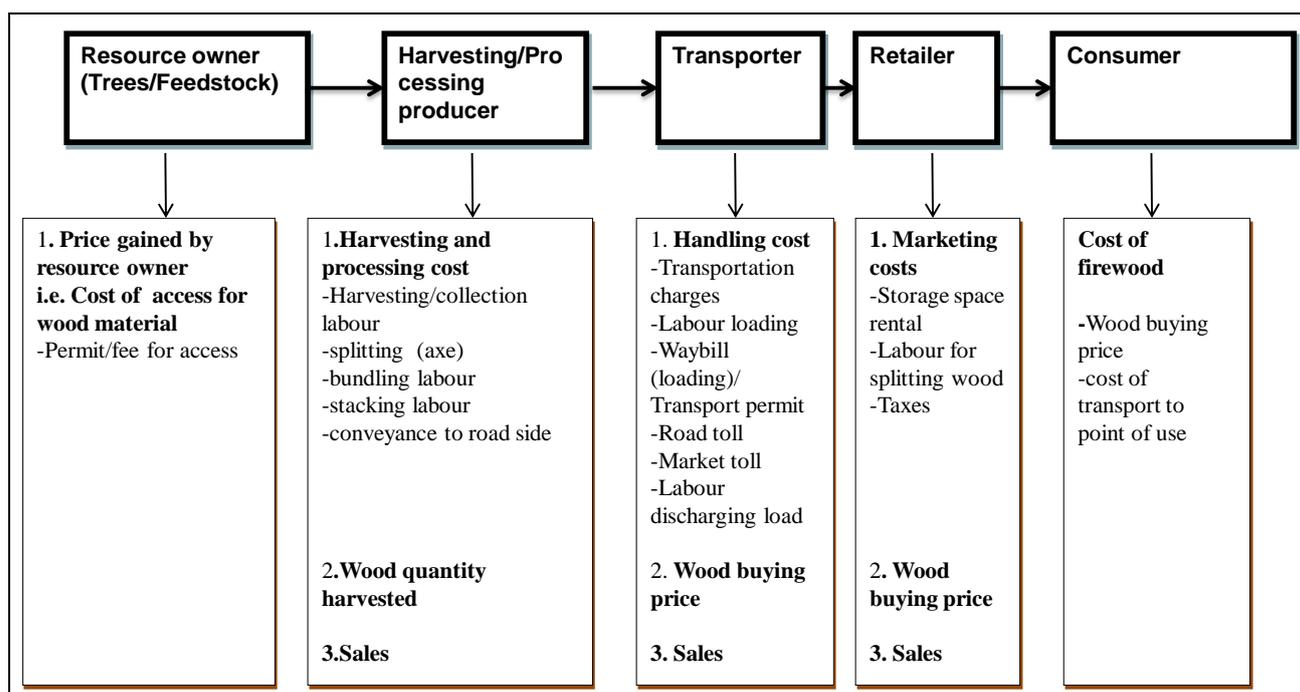 Resource owner
(Trees/Feedstock)
Harvesting/Pro
cessing
producer
Transporter
Retailer
Consumer
1. Price gained by
resource owner
i.e. Cost of access for
wood material
-Permit/fee for access
1.Harvesting and
processing cost
-Harvesting/collection
labour
-splitting (axe)
-bundling labour
-stacking labour
-conveyance to road side
2.Wood quantity
harvested
3.Sales
1. Handling cost
-Transportation
charges
-Labour loading
-Waybill
(loading)/
Transport permit
-Road toll
-Market toll
-Labour
discharging load
2. Wood buying
price
3. Sales
1. Marketing
costs
-Storage space
rental
-Labour for
splitting wood
-Taxes
2. Wood
buying price
3. Sales
Cost of
firewood
-Wood buying
price
-cost of
transport to
point of use